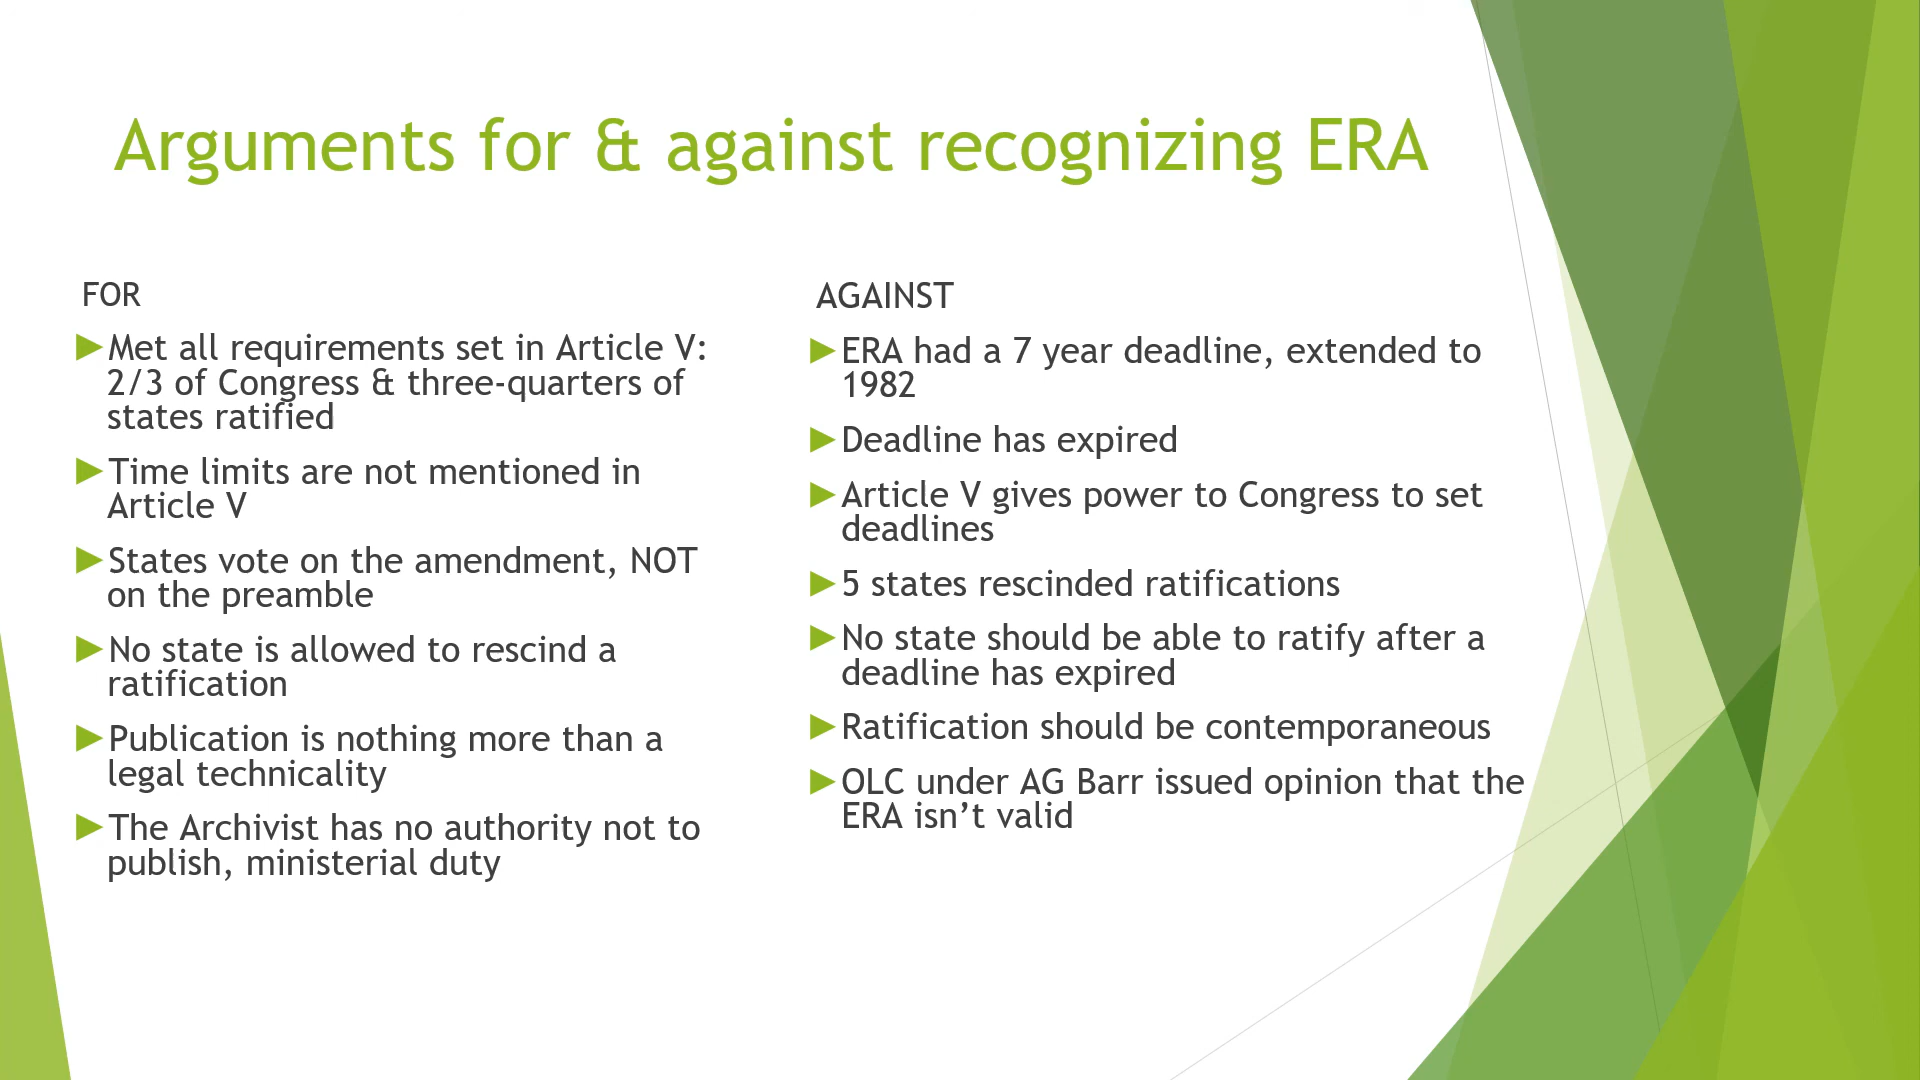 Arguments for & against recognizing ERA
FOR
Met all requirements set in Article V:
2/3 of Congress & three-quarters of
states ratified
Time limits are not mentioned in
Article V
States vote on the amendment, NOT
on the preamble
No state is allowed to rescind a
ratification
Publication is nothing more than a
legal technicality
The Archivist has no authority not to
publish, ministerial duty
AGAINST
ERA had a 7 year deadline, extended to
1982
Deadline has expired
Article V gives power to Congress to set
deadlines
5 states rescinded ratifications
No state should be able to ratify after a
deadline has expired
Ratification should be contemporaneous
OLC under AG Barr issued opinion that the
ERA isn’t valid